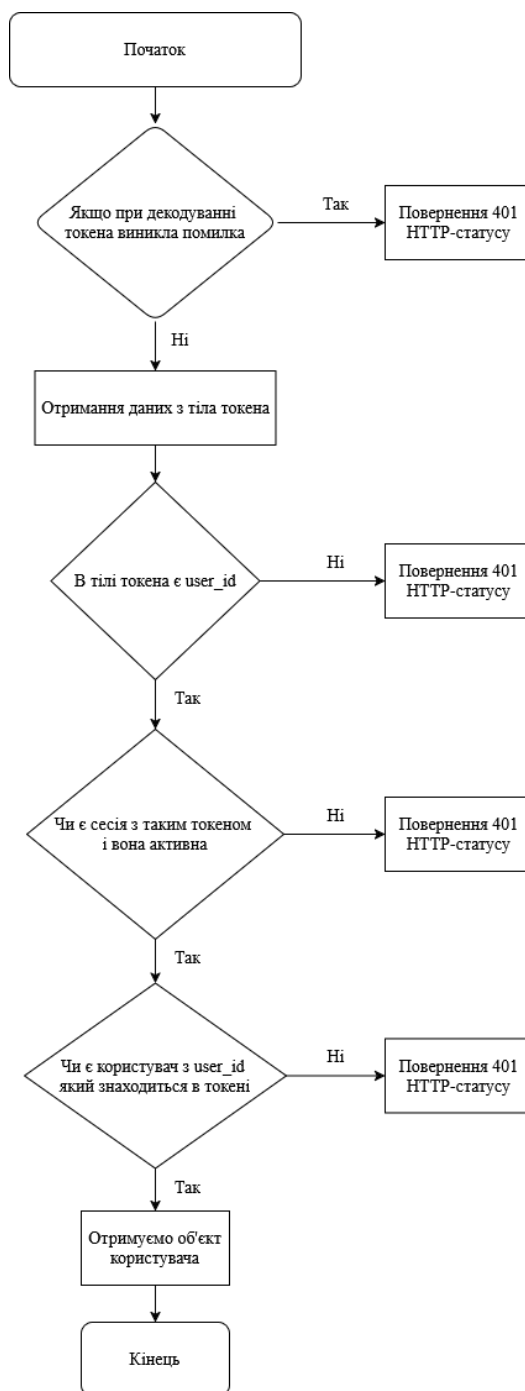 Початок
Якщо при декодуванні
токена виникла помилка
Так
Повернення 401
HTTP-статусу
Ні
Отримання даних з тіла токена
В тілі токена є user_id
Ні
Повернення 401
HTTP-статусу
Так
Чи є сесія з таким токеном
і вона активна
Ні
Повернення 401
HTTP-статусу
Так
Чи є користувач з user_id
який знаходиться в токені
Ні
Повернення 401
HTTP-статусу
Так
Отримуємо об'єкт
користувача
Кінець